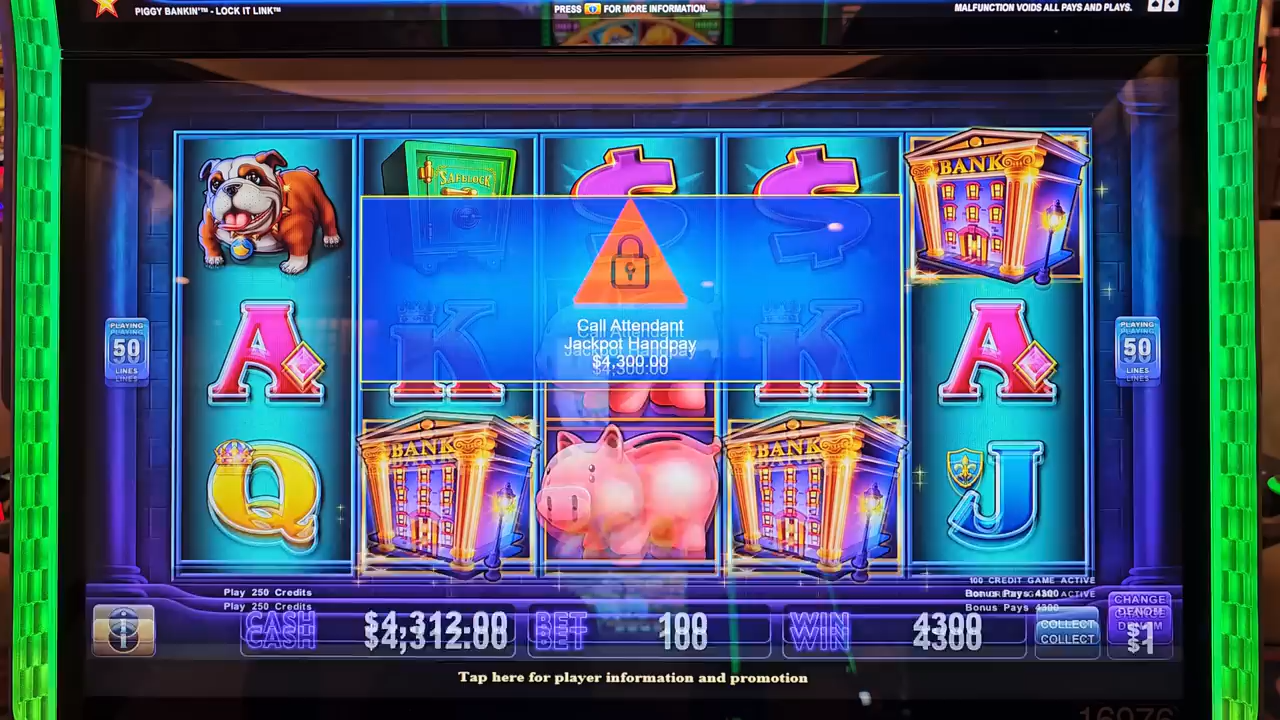 PIGGY BANKIN'™ - LOCK IT LINK™
PRESS i FOR MORE INFORMATION.
MALFUNCTION VOIDS ALL PAYS AND PLAYS.
SAFELOCK
BANK
PLAYING
50
LINES
Call Attendant
Jackpot Handpay
$4,300.00
PLAYING
50
LINES
K
K
A
A
BANK
BANK
Q
J
Play 250 Credits
100 CREDIT GAME ACTIVE
Bonus Pays 4300
CASH
$4,312.00
BET
100
WIN
4300
COLLECT
CHANGE
DENOM
$1
Tap here for player information and promotion